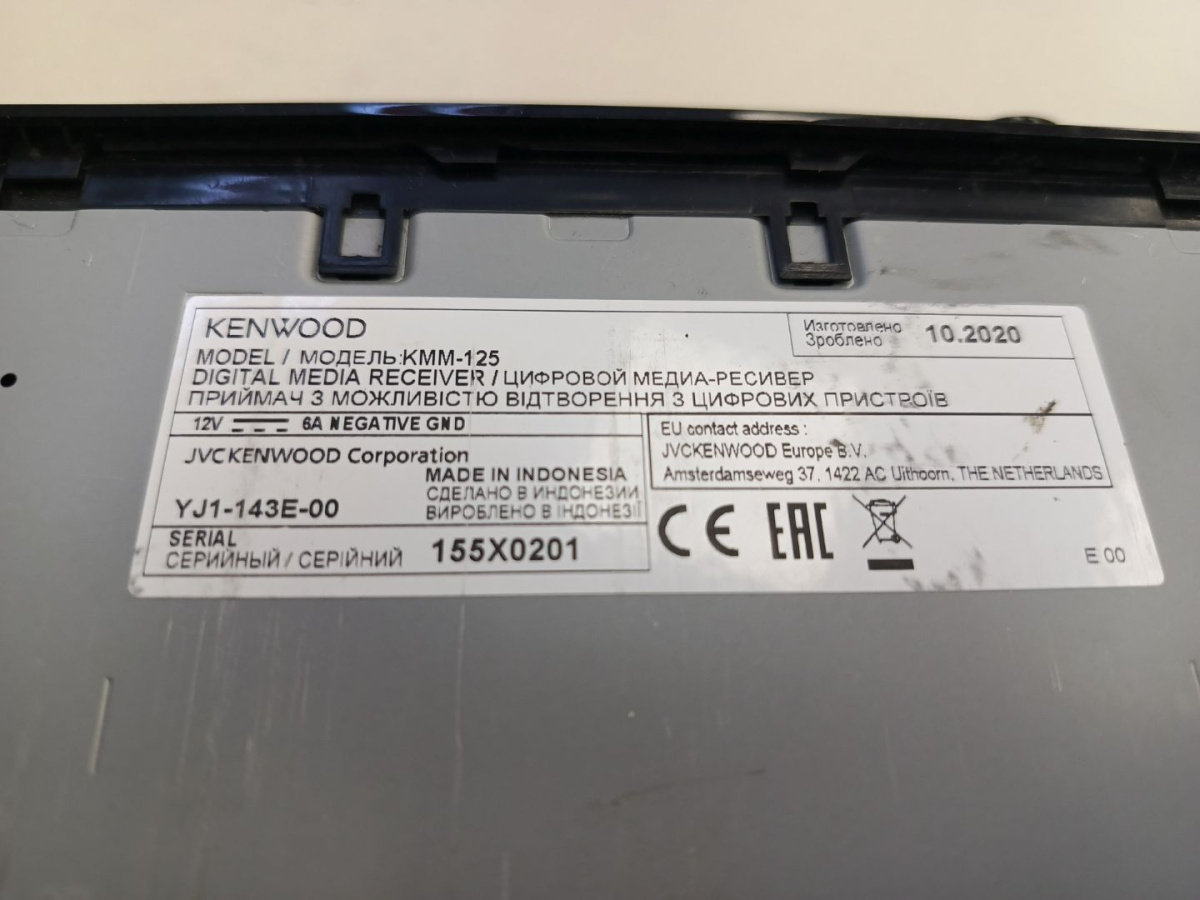 KENWOOD
Изготовлено
Зроблено 10.2020
MODEL / МОДЕЛЬ:KMM-125
DIGITAL MEDIA RECEIVER / ЦИФРОВОЙ МЕДИА-РЕСИВЕР
ПРИЙМАЧ З МОЖЛИВІСТЮ ВІДТВОРЕННЯ З ЦИФРОВИХ ПРИСТРОЇВ
12V 6A NEGATIVE GND
JVCKENWOOD Corporation
MADE IN INDONESIA
СДЕЛАНО В ИНДОНЕЗИИ
YJ1-143E-00
ВИРОБЛЕНО В ІНДОНЕЗІЇ
SERIAL
СЕРИЙНЫЙ / СЕРІЙНИЙ 155X0201
EU contact address :
JVCKENWOOD Europe B.V.
Amsterdamseweg 37, 1422 AC Uithoorn, THE NETHERLANDS
CE EAC
E 00